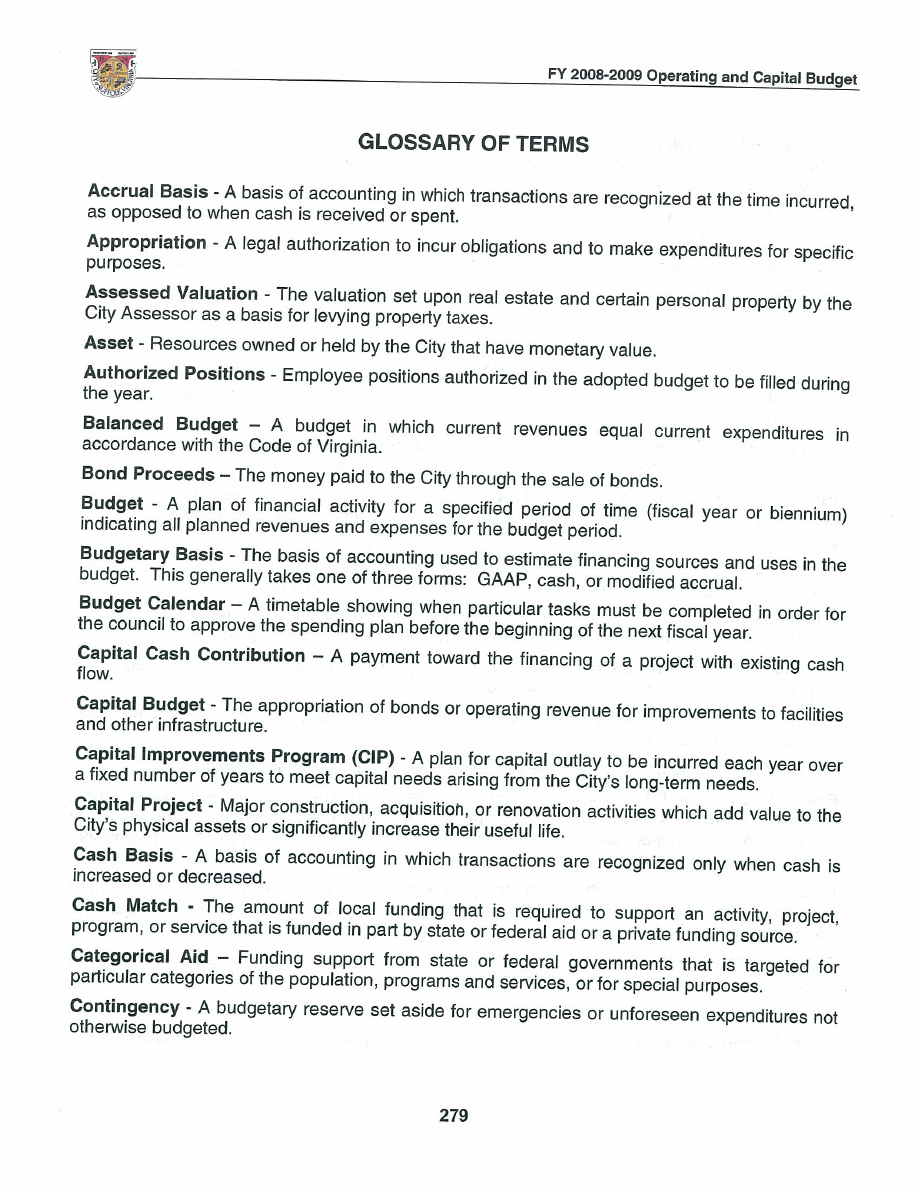 FY 2008-2009 Operating and Capital Budget
GLOSSARY OF TERMS
Accrual Basis - A basis of accounting in which transactions are recognized at the time incurred,
as opposed to when cash is received or spent.
Appropriation - A legal authorization to incur obligations and to make expenditures for specific
purposes.
Assessed Valuation - The valuation set upon real estate and certain personal property by the
City Assessor as a basis for levying property taxes.
Asset - Resources owned or held by the City that have monetary value.
Authorized Positions - Employee positions authorized in the adopted budget to be filled during
the year.
Balanced Budget – A budget in which current revenues equal current expenditures in
accordance with the Code of Virginia.
Bond Proceeds – The money paid to the City through the sale of bonds.
Budget - A plan of financial activity for a specified period of time (fiscal year or biennium)
indicating all planned revenues and expenses for the budget period.
Budgetary Basis - The basis of accounting used to estimate financing sources and uses in the
budget. This generally takes one of three forms: GAAP, cash, or modified accrual.
Budget Calendar – A timetable showing when particular tasks must be completed in order for
the council to approve the spending plan before the beginning of the next fiscal year.
Capital Cash Contribution – A payment toward the financing of a project with existing cash
flow.
Capital Budget - The appropriation of bonds or operating revenue for improvements to facilities
and other infrastructure.
Capital Improvements Program (CIP) - A plan for capital outlay to be incurred each year over
a fixed number of years to meet capital needs arising from the City's long-term needs.
Capital Project - Major construction, acquisition, or renovation activities which add value to the
City's physical assets or significantly increase their useful life.
Cash Basis - A basis of accounting in which transactions are recognized only when cash is
increased or decreased.
Cash Match - The amount of local funding that is required to support an activity, project,
program, or service that is funded in part by state or federal aid or a private funding source.
Categorical Aid – Funding support from state or federal governments that is targeted for
particular categories of the population, programs and services, or for special purposes.
Contingency - A budgetary reserve set aside for emergencies or unforeseen expenditures not
otherwise budgeted.
279